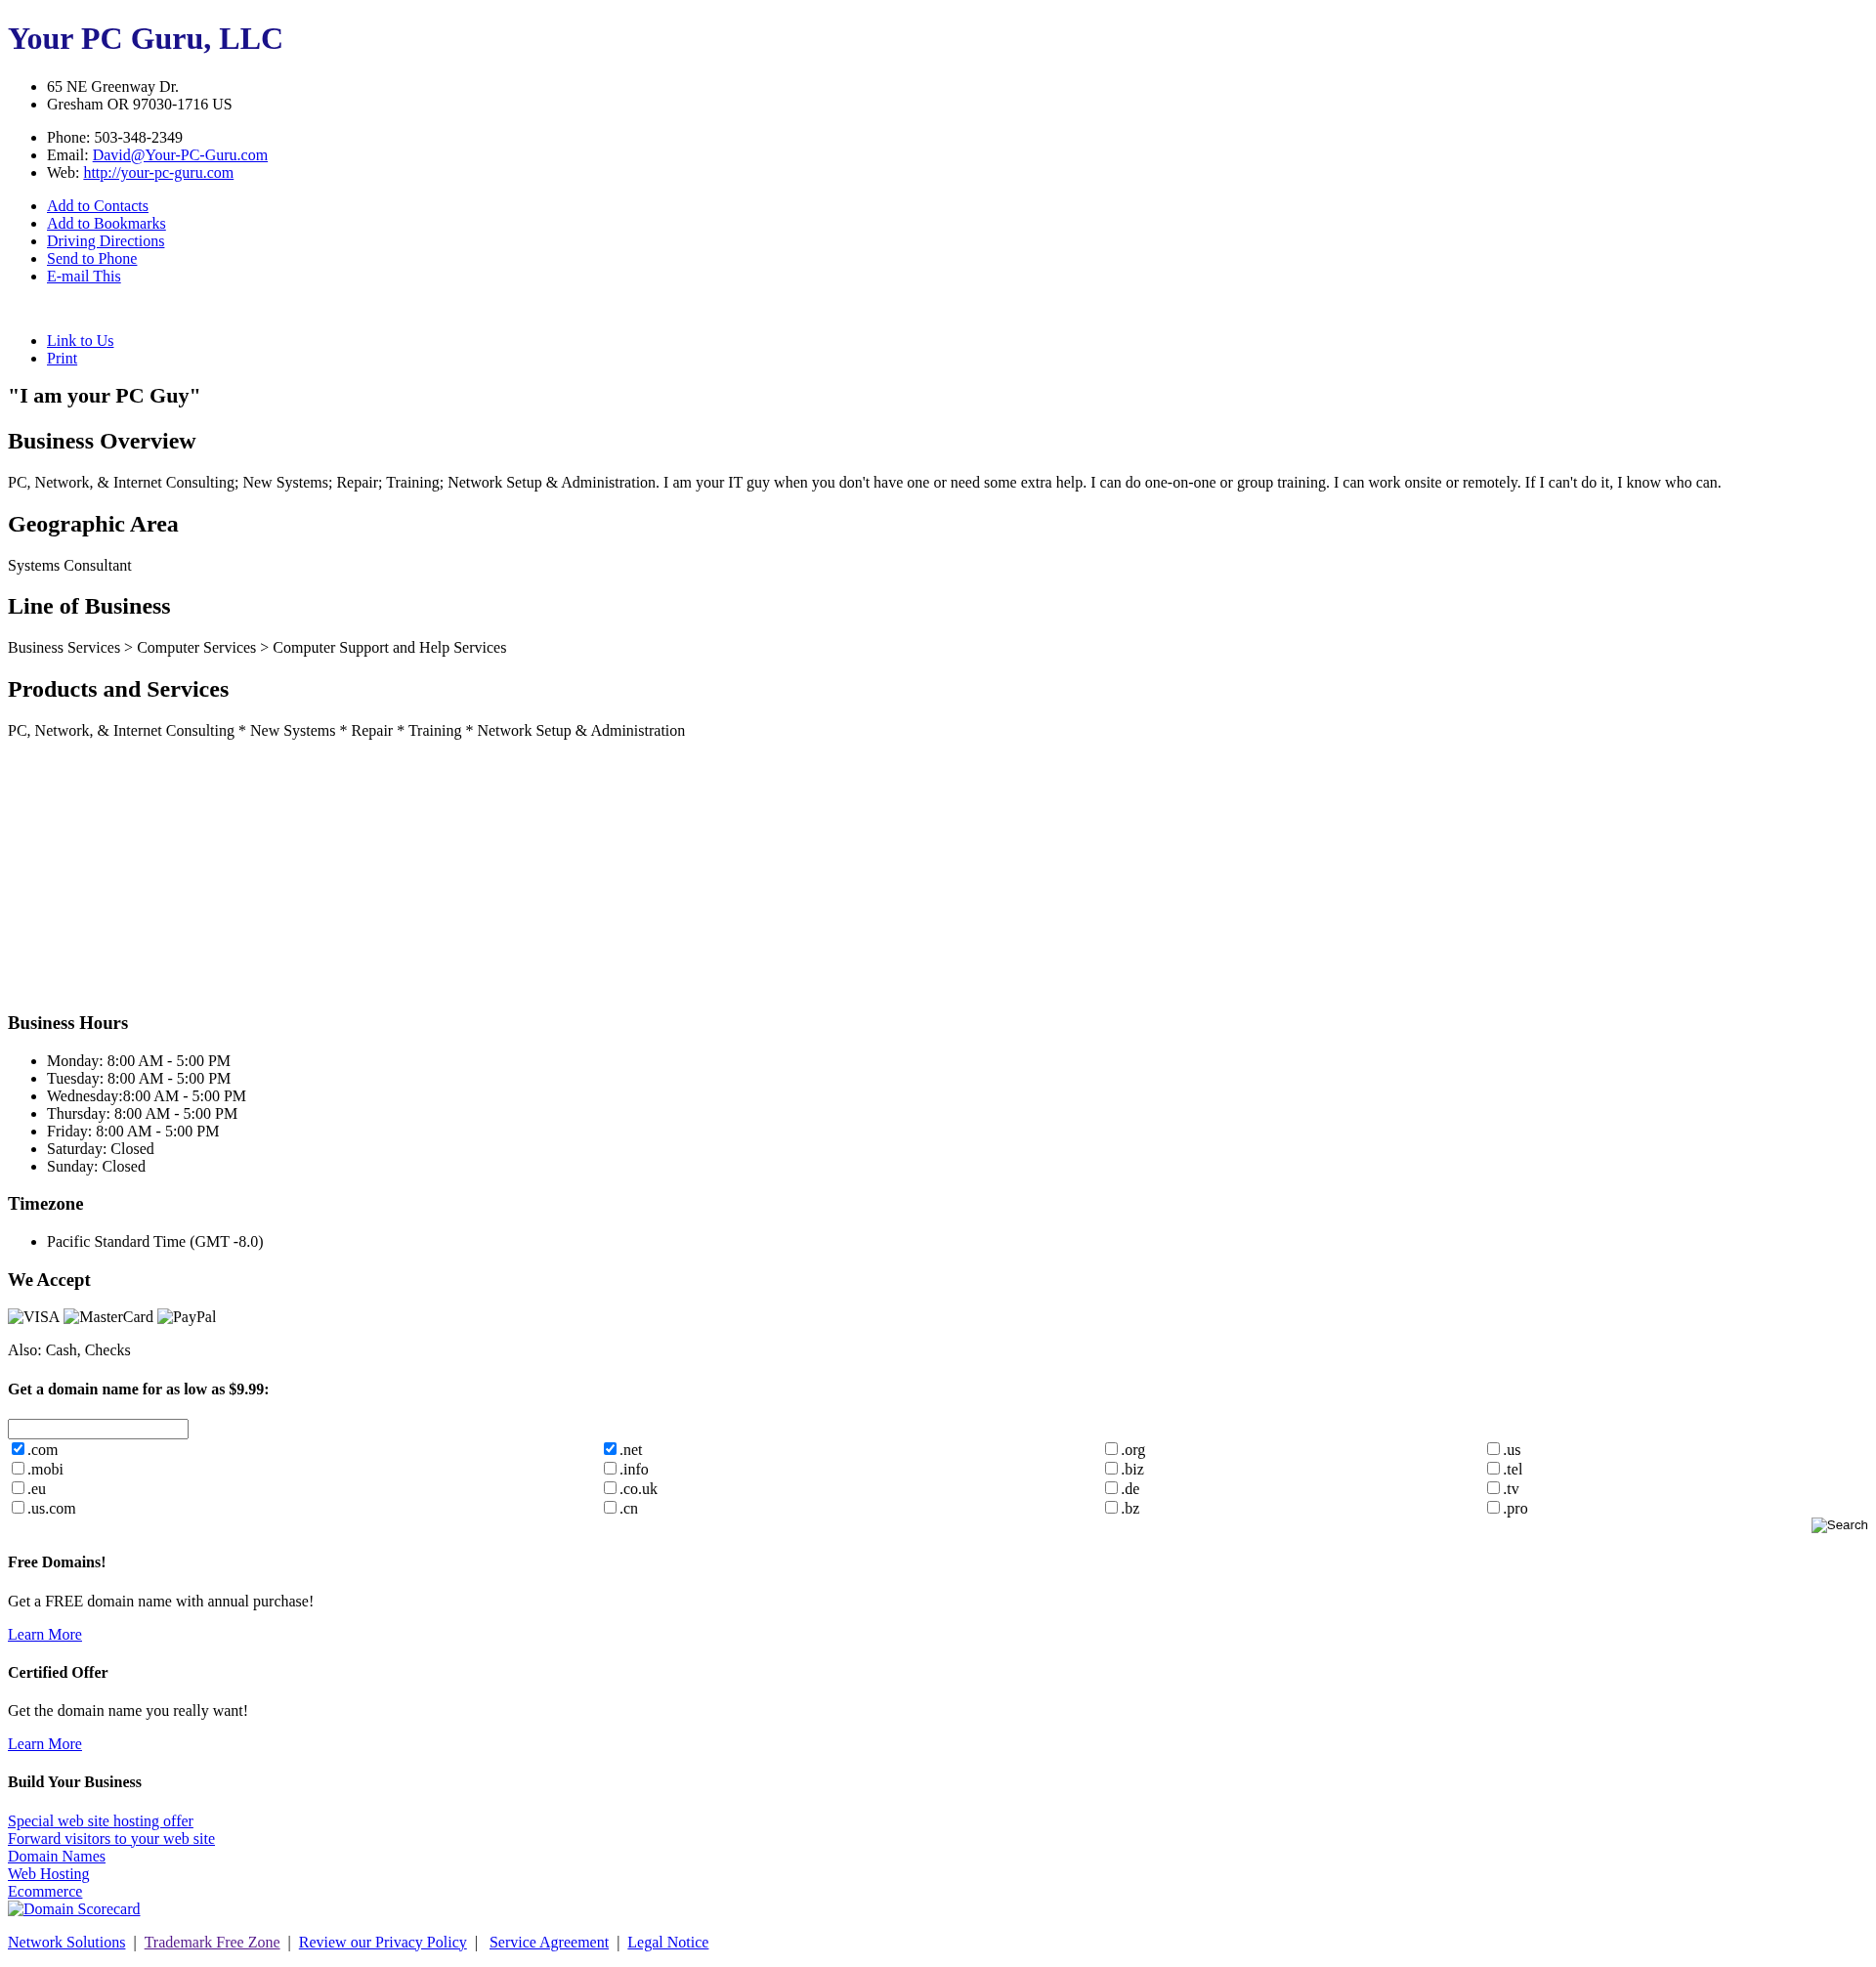 Your PC Guru, LLC
65 NE Greenway Dr.
Gresham OR 97030-1716 US
Phone: 503-348-2349
Email: David@Your-PC-Guru.com
Web: http://your-pc-guru.com
Add to Contacts
Add to Bookmarks
Driving Directions
Send to Phone
E-mail This
Link to Us
Print
"I am your PC Guy"
Business Overview
PC, Network, & Internet Consulting; New Systems; Repair; Training; Network Setup & Administration. I am your IT guy when you don't have one or need some extra help. I can do one-on-one or group training. I can work onsite or remotely. If I can't do it, I know who can.
Geographic Area
Systems Consultant
Line of Business
Business Services > Computer Services > Computer Support and Help Services
Products and Services
PC, Network, & Internet Consulting * New Systems * Repair * Training * Network Setup & Administration
Business Hours
Monday: 8:00 AM - 5:00 PM
Tuesday: 8:00 AM - 5:00 PM
Wednesday:8:00 AM - 5:00 PM
Thursday: 8:00 AM - 5:00 PM
Friday: 8:00 AM - 5:00 PM
Saturday: Closed
Sunday: Closed
Timezone
Pacific Standard Time (GMT -8.0)
We Accept
VISA MasterCard PayPal
Also: Cash, Checks
Get a domain name for as low as $9.99:
.com .net .org .us
.mobi .info .biz .tel
.eu .co.uk .de .tv
.us.com .cn .bz .pro
Search
Free Domains!
Get a FREE domain name with annual purchase!
Learn More
Certified Offer
Get the domain name you really want!
Learn More
Build Your Business
Special web site hosting offer
Forward visitors to your web site
Domain Names
Web Hosting
Ecommerce
Domain Scorecard
Network Solutions | Trademark Free Zone | Review our Privacy Policy | Service Agreement | Legal Notice